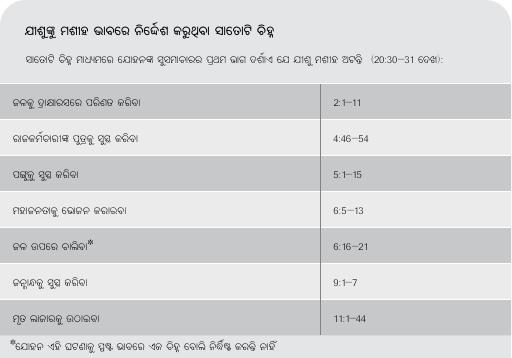 ଯୀଶୁଙ୍କୁ ମଶୀହ ଭାବରେ ନିର୍ଦ୍ଦେଶ କରୁଥିବା ସାତୋଟି ଚିହ୍ନ
ସାତୋଟି ଚିହ୍ନ ମାଧ୍ୟମରେ ଯୋହନଙ୍କ ସୁସମାଚାରର ପ୍ରଥମ ଭାଗ ଦର୍ଶାଏ ଯେ ଯୀଶୁ ମଶୀହ ଅଟନ୍ତି (20:30–31 ଦେଖ):
ଜଳକୁ ଦ୍ରାକ୍ଷାରସରେ ପରିଣତ କରିବା 2:1–11
ରାଜକର୍ମଚାରୀଙ୍କ ପୁତ୍ରକୁ ସୁସ୍ଥ କରିବା 4:46–54
ପଙ୍ଗୁକୁ ସୁସ୍ଥ କରିବା 5:1–15
ମହାଜନତାକୁ ଭୋଜନ କରାଇବା 6:5–13
ଜଳ ଉପରେ ଚାଲିବା* 6:16–21
ଜନ୍ମାନ୍ଧକୁ ସୁସ୍ଥ କରିବା 9:1–7
ମୃତ ଲାଜାରକୁ ଉଠାଇବା 11:1–44
*ଯୋହନ ଏହି ଘଟଣାକୁ ସ୍ପଷ୍ଟ ଭାବରେ ଏକ ଚିହ୍ନ ବୋଲି ନିର୍ଦ୍ଧିଷ୍ଟ କରନ୍ତି ନାହିଁ